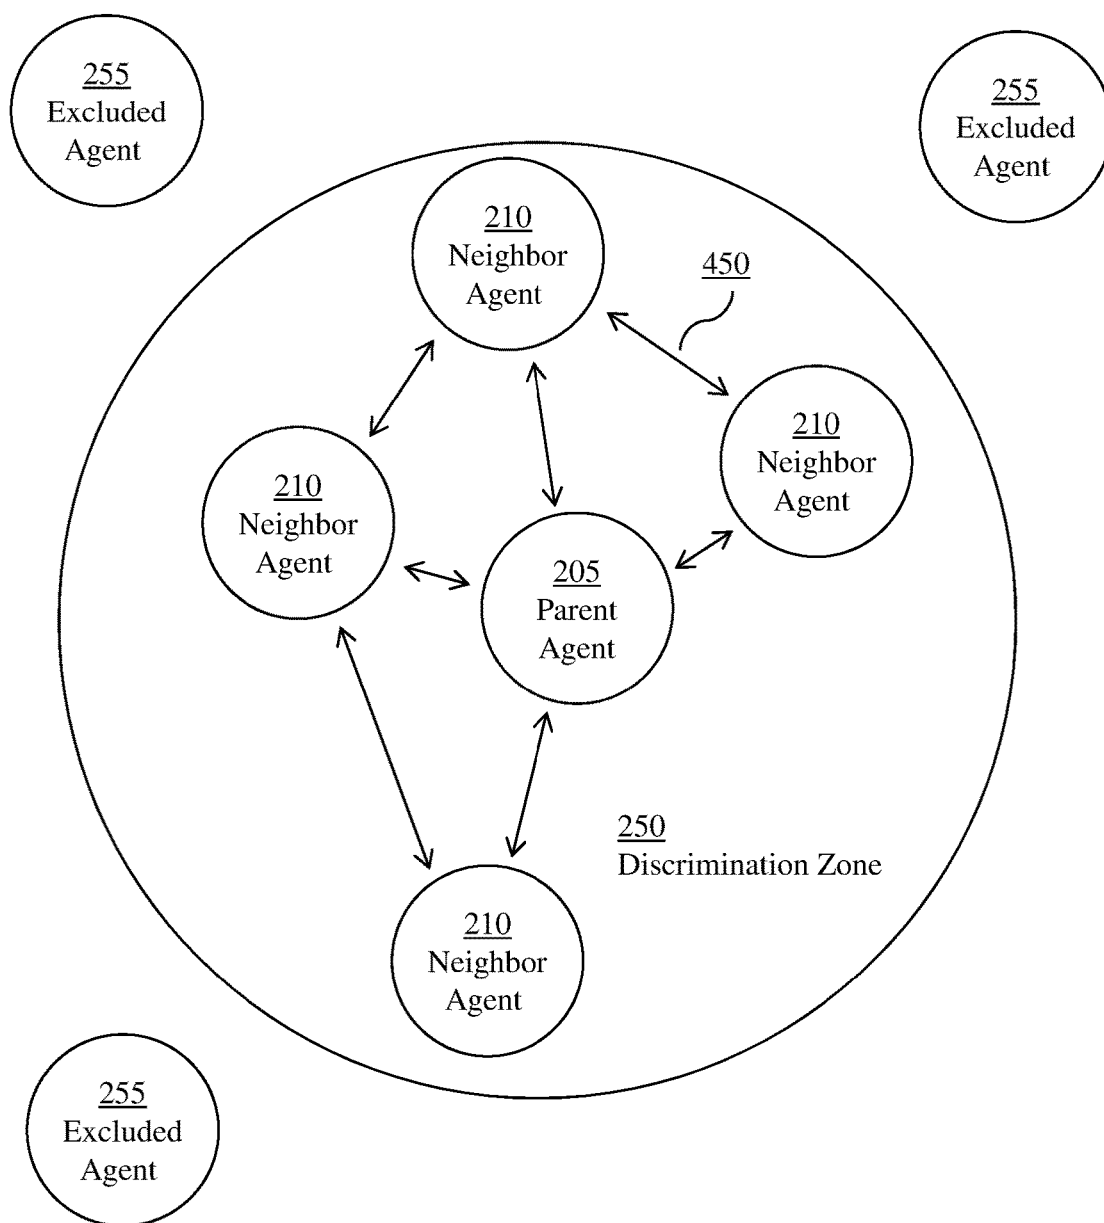 255
Excluded
Agent
255
Excluded
Agent
210
Neighbor
Agent
450
210
Neighbor
Agent
210
Neighbor
Agent
205
Parent
Agent
250
Discrimination Zone
210
Neighbor
Agent
255
Excluded
Agent